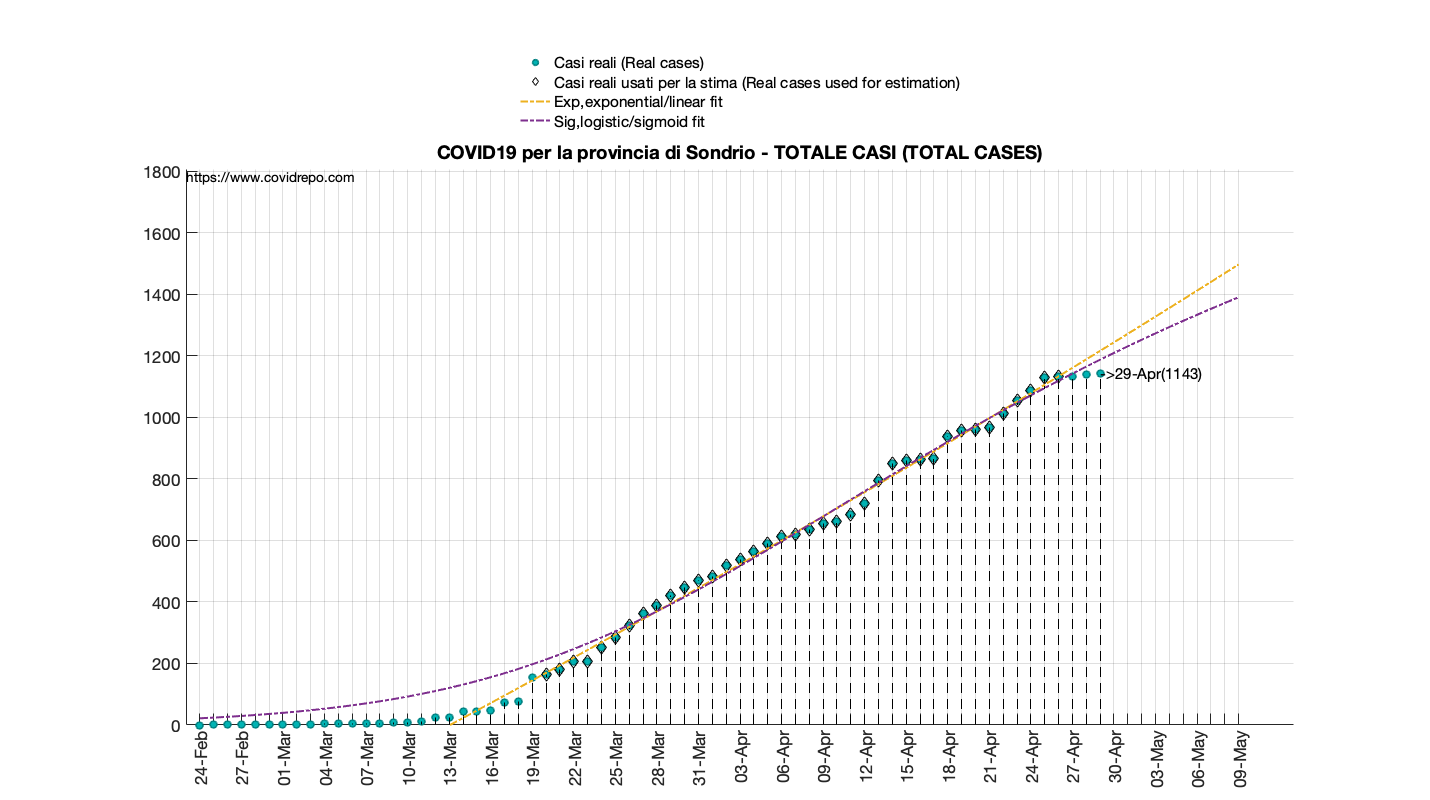 Casi reali (Real cases)
Casi reali usati per la stima (Real cases used for estimation)
Exp,exponential/linear fit
Sig,logistic/sigmoid fit
COVID19 per la provincia di Sondrio - TOTALE CASI (TOTAL CASES)
https://www.covidrepo.com
1800
1600
1400
1200
1000
800
600
400
200
0
->29-Apr(1143)
24-Feb
27-Feb
01-Mar
04-Mar
07-Mar
10-Mar
13-Mar
16-Mar
19-Mar
22-Mar
25-Mar
28-Mar
31-Mar
03-Apr
06-Apr
09-Apr
12-Apr
15-Apr
18-Apr
21-Apr
24-Apr
27-Apr
30-Apr
03-May
06-May
09-May